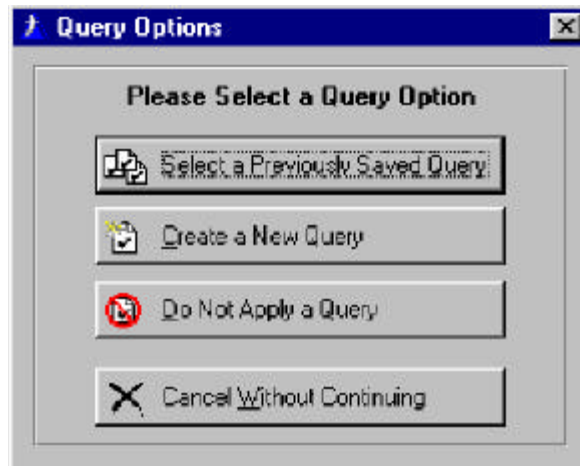 Query Options
Please Select a Query Option
Select a Previously Saved Query
Create a New Query
Do Not Apply a Query
Cancel Without Continuing